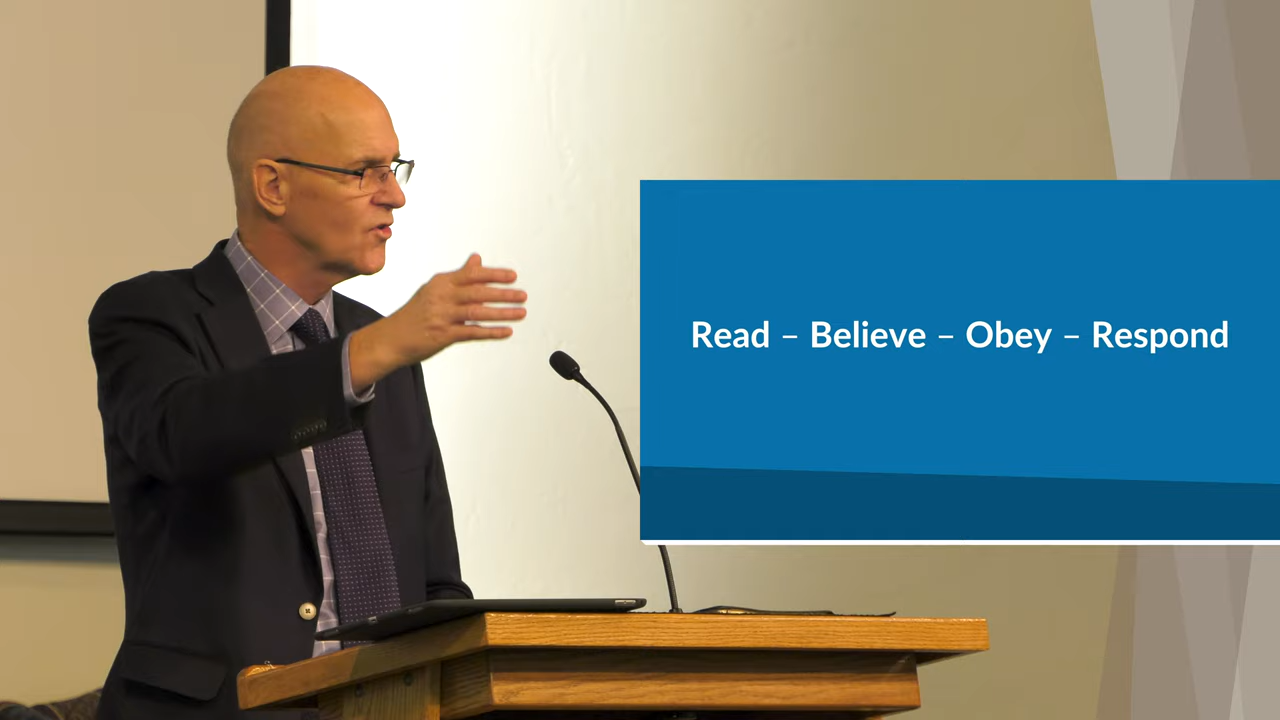 Read – Believe – Obey – Respond